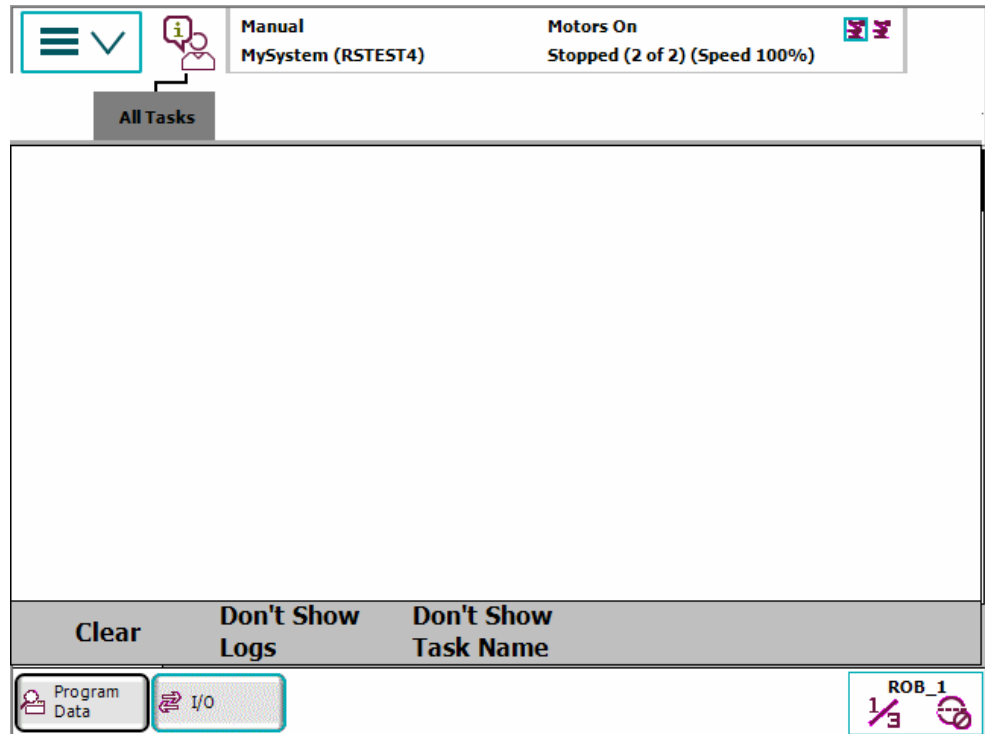 Manual
MySystem (RSTEST4)
Motors On
Stopped (2 of 2) (Speed 100%)
All Tasks
Clear
Don't Show
Logs
Don't Show
Task Name
Program
Data
I/O
ROB_1
1/3